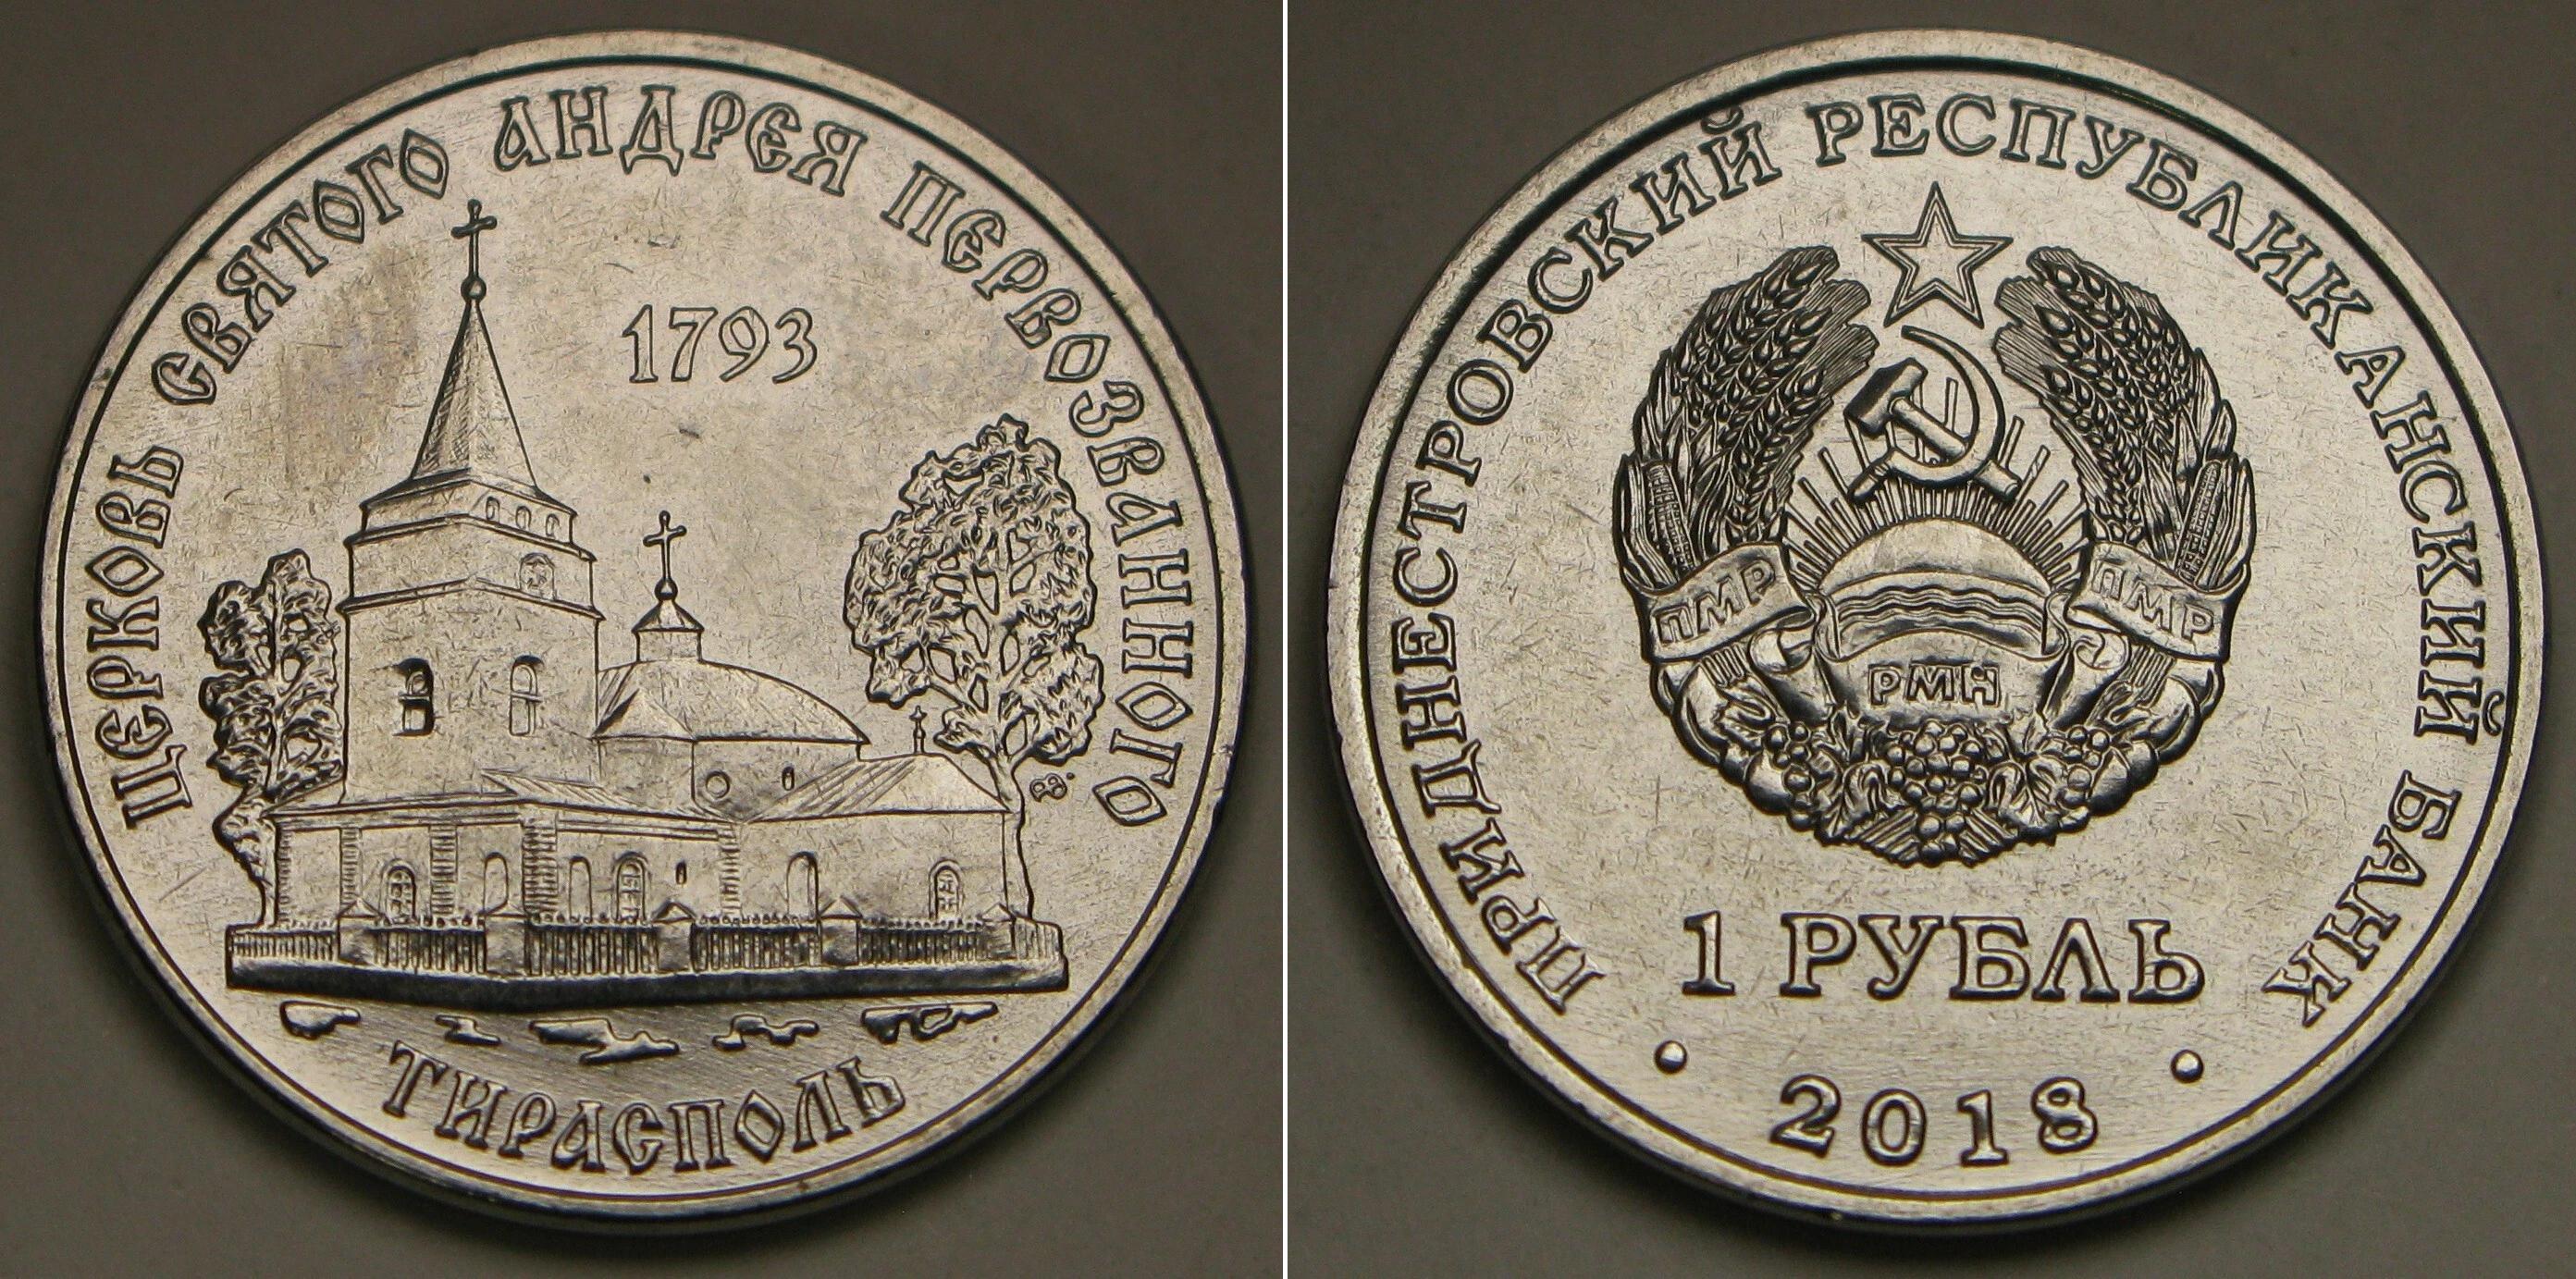 ЦЕРКОВЬ СВЯТОГО АНДРЕЯ ПЕРВОЗВАННОГО
1793
ТИРАСПОЛЬ
ПРИДНЕСТРОВСКИЙ РЕСПУБЛИКАНСКИЙ БАНК
ПМР
ПМР
РМН
1 РУБЛЬ
• 2018 •